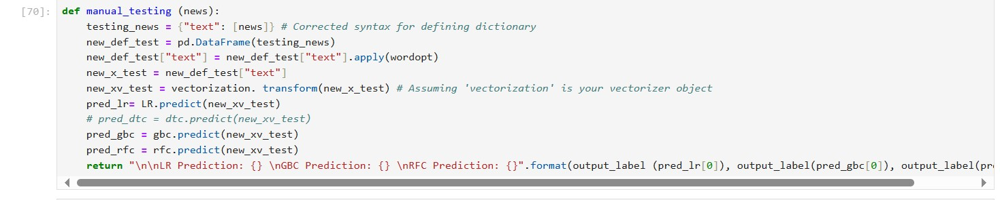 [70]: def manual_testing (news):
    testing_news = {"text": [news]} # Corrected syntax for defining dictionary
    new_def_test = pd.DataFrame(testing_news)
    new_def_test["text"] = new_def_test["text"].apply(wordopt)
    new_x_test = new_def_test["text"]
    new_xv_test = vectorization. transform(new_x_test) # Assuming 'vectorization' is your vectorizer object
    pred_lr= LR.predict(new_xv_test)
    # pred_dtc = dtc.predict(new_xv_test)
    pred_gbc = gbc.predict(new_xv_test)
    pred_rfc = rfc.predict(new_xv_test)
    return "\n\nLR Prediction: {} \nGBC Prediction: {} \nRFC Prediction: {}".format(output_label (pred_lr[0]), output_label(pred_gbc[0]), output_label(